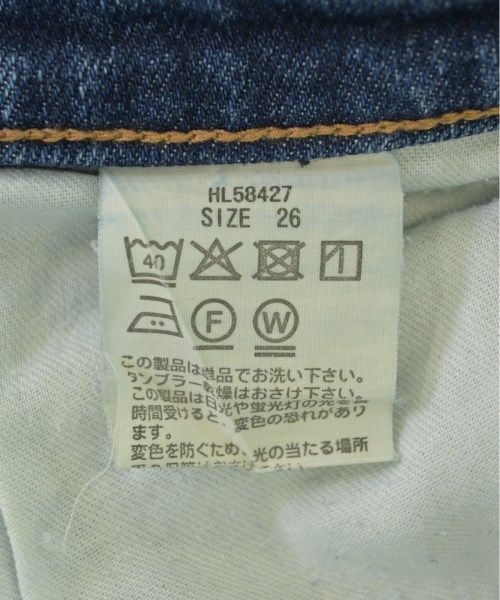 HL58427
SIZE 26
40
F W
この製品は単品でお洗い下さい。
タンブラー乾燥はおさけ下さい。
この製品は日光や蛍光灯の光を
時間受けると、変色の恐れがあり
ます。
変色を防ぐため、光の当たる場所